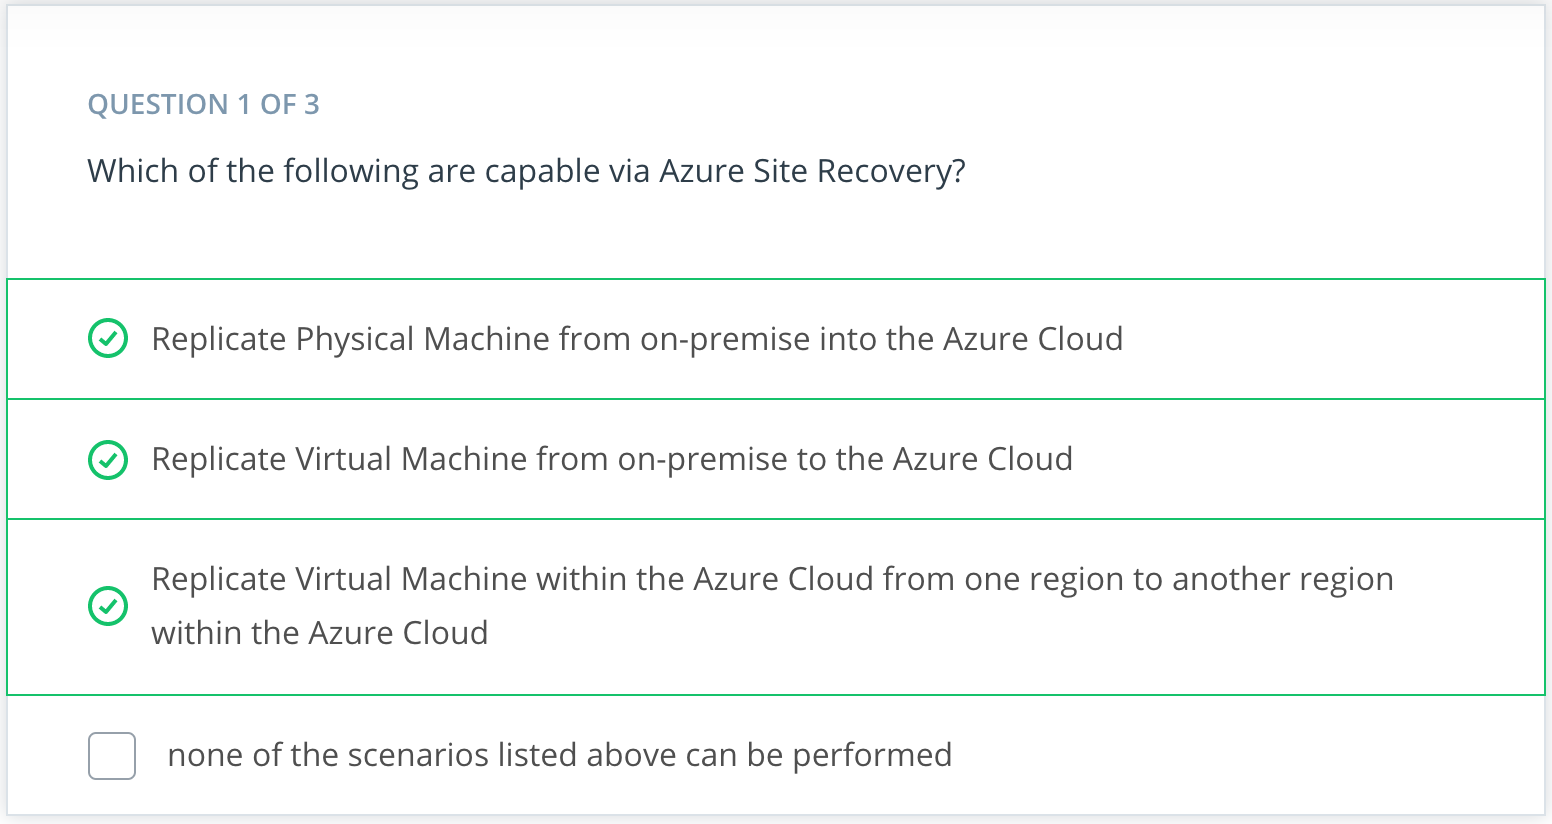 QUESTION 1 OF 3
Which of the following are capable via Azure Site Recovery?
Replicate Physical Machine from on-premise into the Azure Cloud
Replicate Virtual Machine from on-premise to the Azure Cloud
Replicate Virtual Machine within the Azure Cloud from one region to another region
within the Azure Cloud
none of the scenarios listed above can be performed